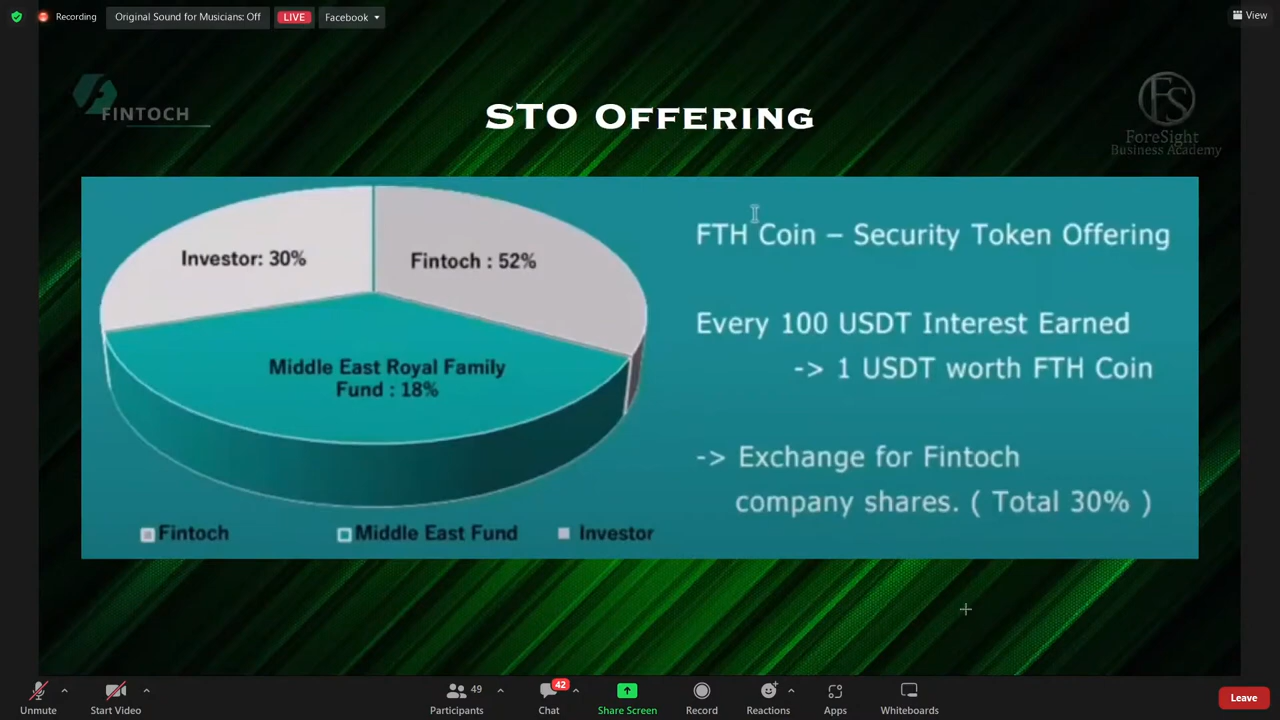 Recording
Original Sound for Musicians: Off
LIVE
Facebook
View
FINTOCH
STO OFFERING
FS
ForeSight
Business Academy
Investor: 30%
Fintoch : 52%
Middle East Royal Family
Fund : 18%
Fintoch
Middle East Fund
Investor
FTH Coin – Security Token Offering
Every 100 USDT Interest Earned
-> 1 USDT worth FTH Coin
-> Exchange for Fintoch
company shares. ( Total 30% )
Unmute
Start Video
49
Participants
42
Chat
Share Screen
Record
Reactions
Apps
Whiteboards
Leave